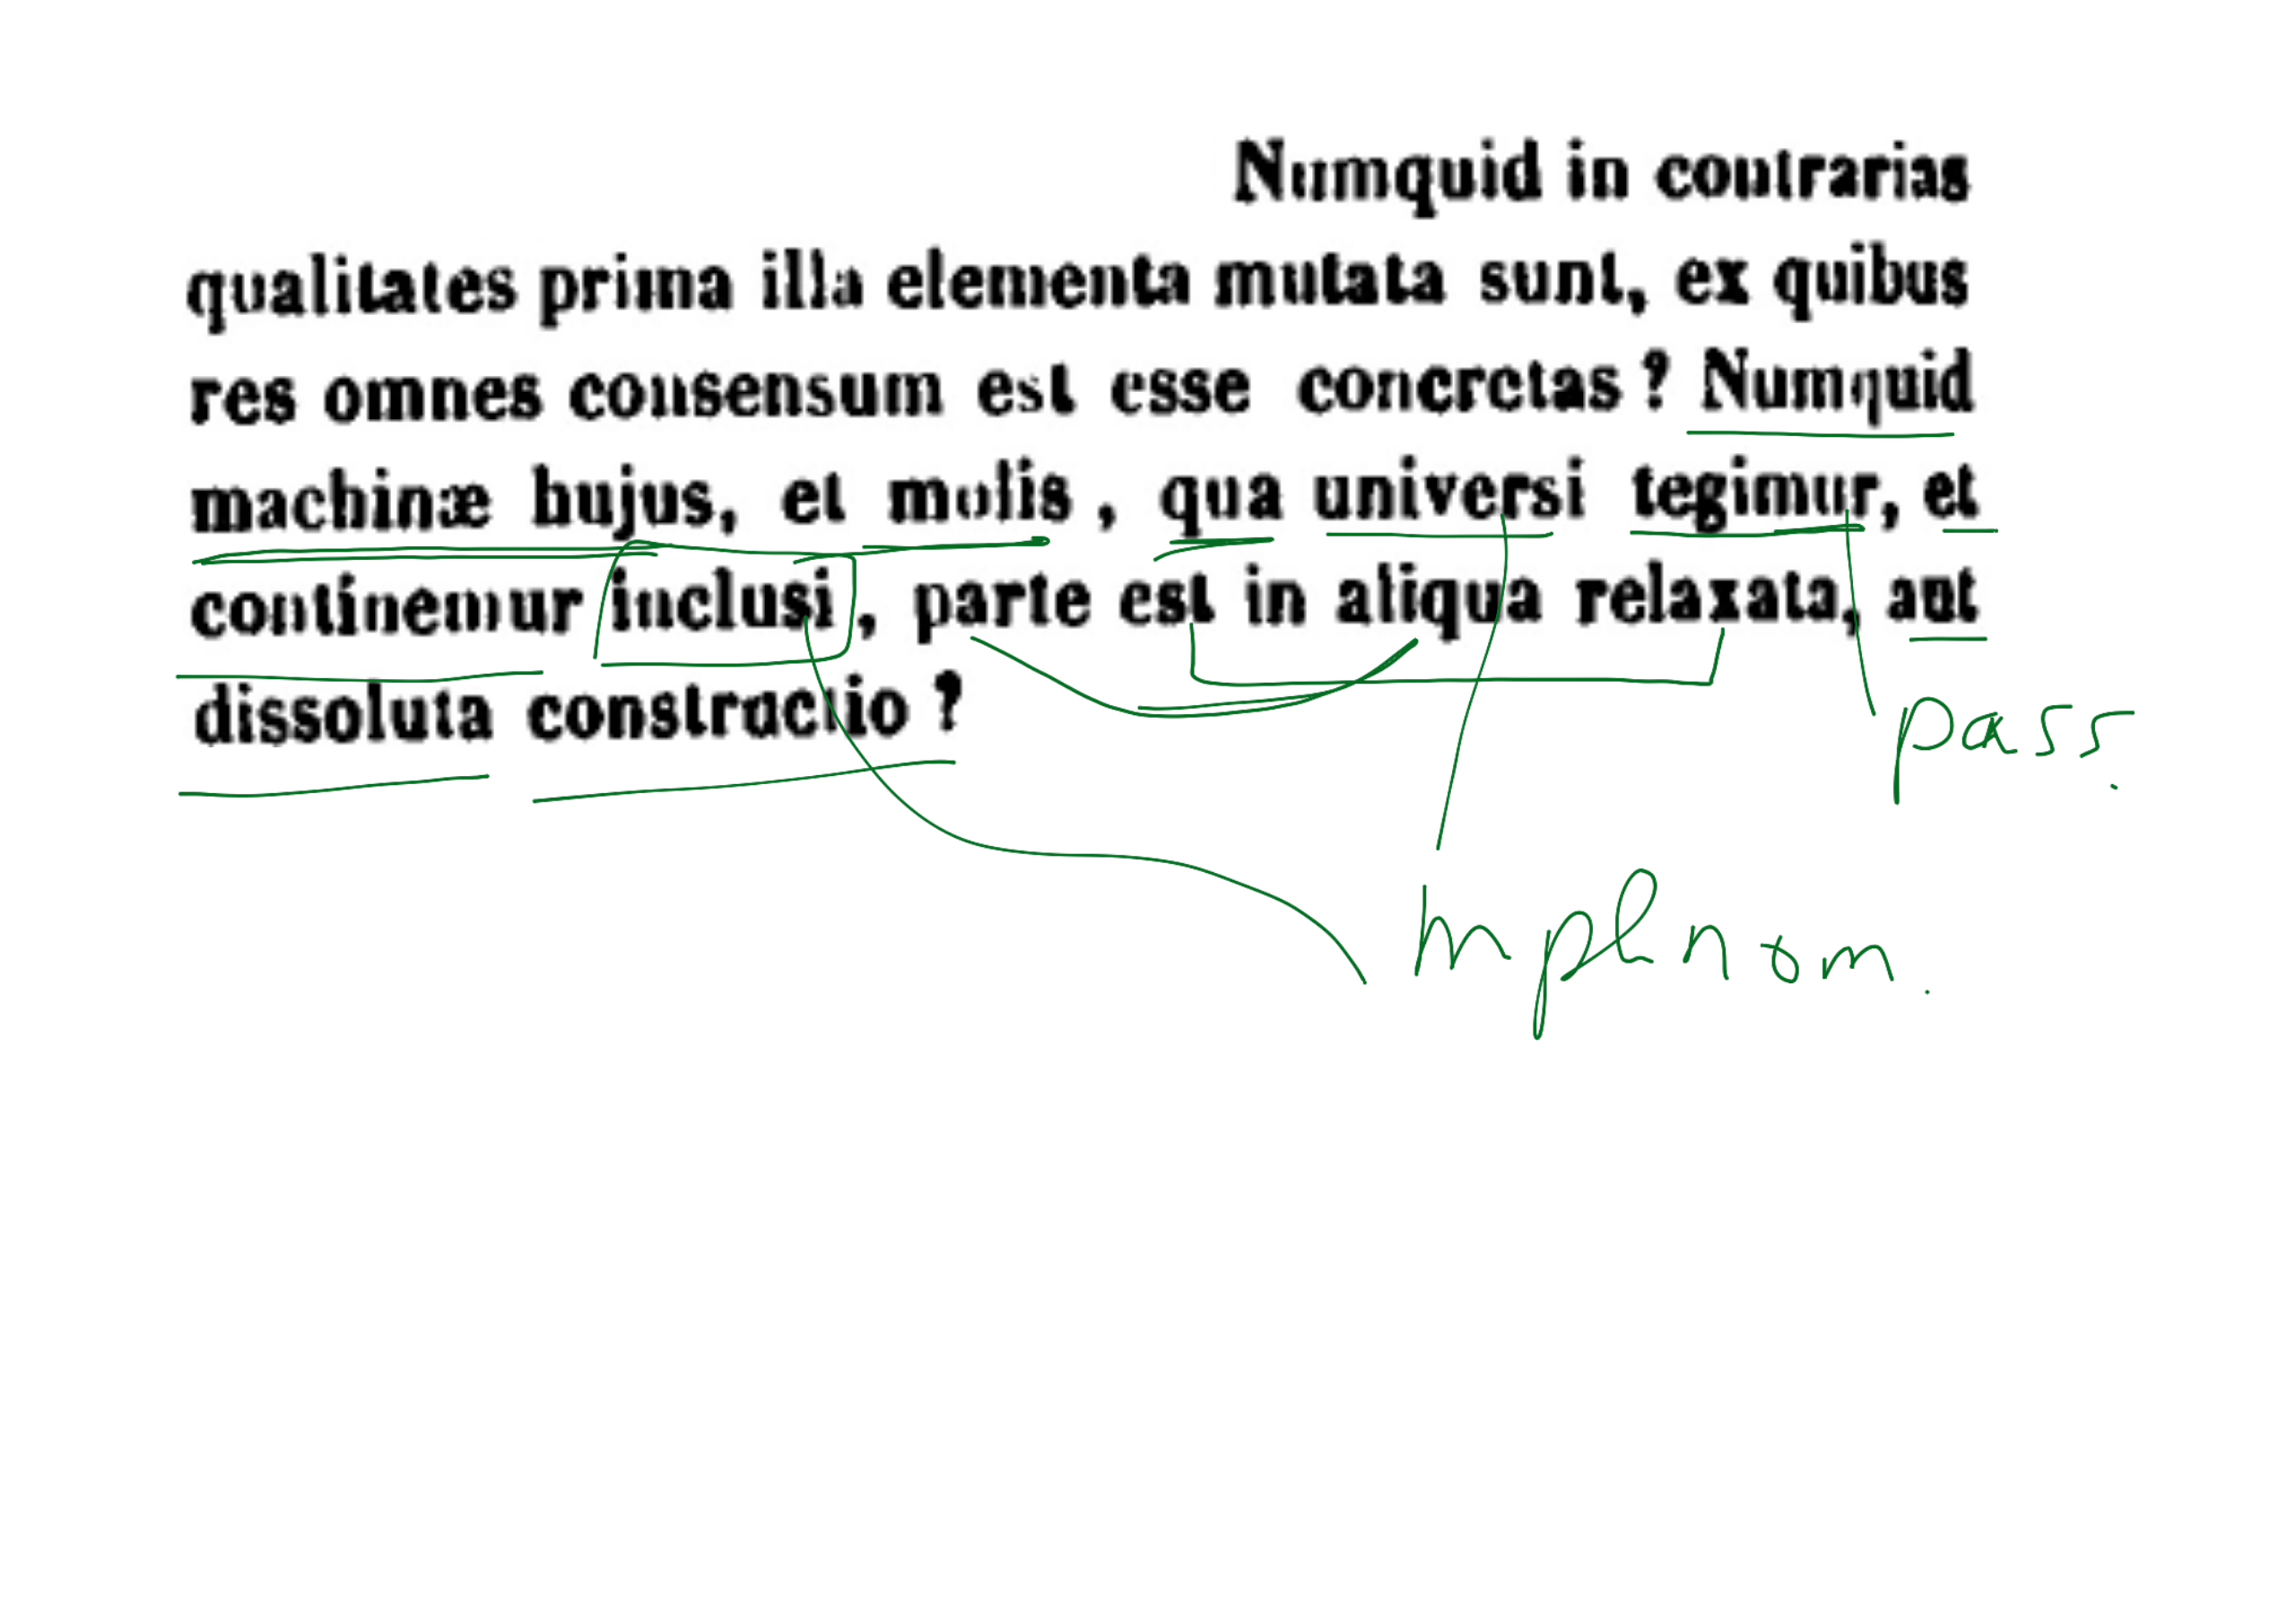 Numquid in contrarias
qualitates prima illa elementa mutata sunt, ex quibus
res omnes consensum est esse concretas ? Numquid
machinæ hujus, et molis, qua universi tegimur, et
continemur inclusi, parte est in aliqua relaxata, aut
dissoluta constructio ?
pass.
mpl nom.